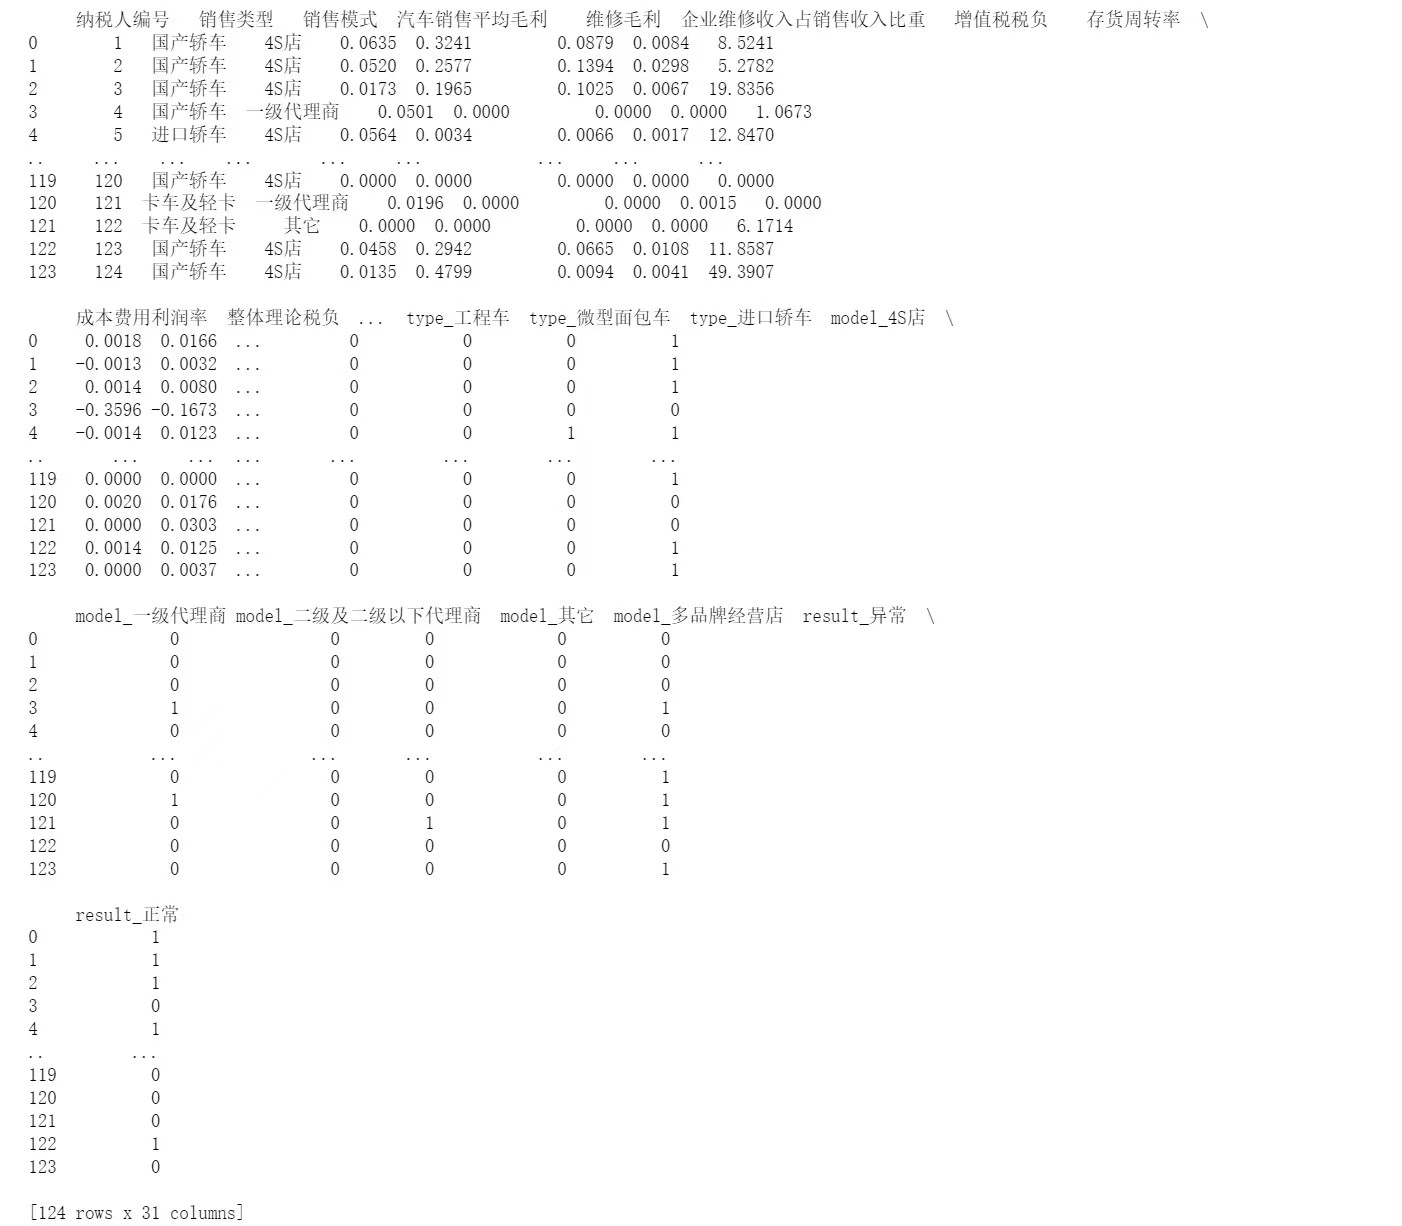 纳税人编号 销售类型 销售模式 汽车销售平均毛利 维修毛利 企业维修收入占销售收入比重 增值税税负 存货周转率 \
0 1 国产轿车 4S店 0.0635 0.3241 0.0879 0.0084 8.5241
1 2 国产轿车 4S店 0.0520 0.2577 0.1394 0.0298 5.2782
2 3 国产轿车 4S店 0.0173 0.1965 0.1025 0.0067 19.8356
3 4 国产轿车 一级代理商 0.0501 0.0000 0.0000 0.0000 1.0673
4 5 进口轿车 4S店 0.0564 0.0034 0.0066 0.0017 12.8470
.. ... ... ... ... ... ... ... ...
119 120 国产轿车 4S店 0.0000 0.0000 0.0000 0.0000 0.0000
120 121 卡车及轻卡 一级代理商 0.0196 0.0000 0.0000 0.0015 0.0000
121 122 卡车及轻卡 其它 0.0000 0.0000 0.0000 0.0000 6.1714
122 123 国产轿车 4S店 0.0458 0.2942 0.0665 0.0108 11.8587
123 124 国产轿车 4S店 0.0135 0.4799 0.0094 0.0041 49.3907
成本费用利润率 整体理论税负 ... type_工程车 type_微型面包车 type_进口轿车 model_4S店 \
0 0.0018 0.0166 ... 0 0 0 1
1 -0.0013 0.0032 ... 0 0 0 1
2 0.0014 0.0080 ... 0 0 0 1
3 -0.3596 -0.1673 ... 0 0 0 0
4 -0.0014 0.0123 ... 0 0 1 1
.. ... ... ... ... ... ... ...
119 0.0000 0.0000 ... 0 0 0 1
120 0.0020 0.0176 ... 0 0 0 0
121 0.0000 0.0303 ... 0 0 0 0
122 0.0014 0.0125 ... 0 0 0 1
123 0.0000 0.0037 ... 0 0 0 1
model_一级代理商 model_二级及二级以下代理商 model_其它 model_多品牌经营店 result_异常 \
0 0 0 0 0 0
1 0 0 0 0 0
2 0 0 0 0 0
3 1 0 0 0 1
4 0 0 0 0 0
.. ... ... ... ... ...
119 0 0 0 0 1
120 1 0 0 0 1
121 0 0 1 0 1
122 0 0 0 0 0
123 0 0 0 0 1
result_正常
0 1
1 1
2 1
3 0
4 1
.. ...
119 0
120 0
121 0
122 1
123 0
[124 rows x 31 columns]